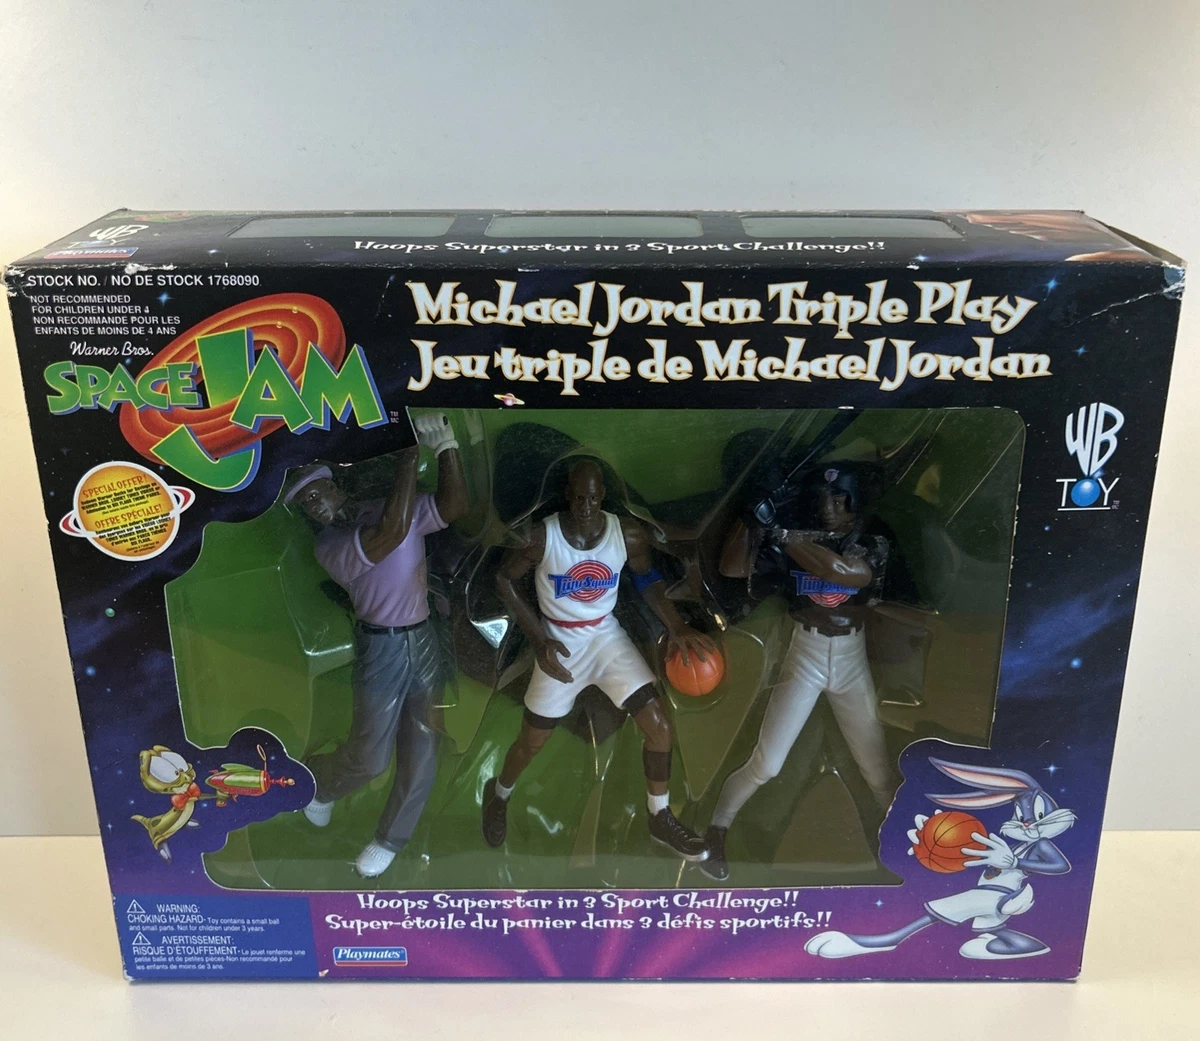 WB
TOY
Hoops Superstar in 3 Sport Challenge!!
STOCK NO. / NO DE STOCK 1768090
NOT RECOMMENDED
FOR CHILDREN UNDER 4
NON RECOMMANDE POUR LES
ENFANTS DE MOINS DE 4 ANS
Warner Bros.
SPACE JAM
TM
MC
Michael Jordan Triple Play
Jeu triple de Michael Jordan
WB
TOY
SPECIAL OFFER!
OFFRE SPÉCIALE!
Tune Squad
Tune Squad
Hoops Superstar in 3 Sport Challenge!!
Super-étoile du panier dans 3 défis sportifs!!
Playmates
WARNING:
CHOKING HAZARD- Toy contains a small ball
and small parts. Not for children under 3 years.
AVERTISSEMENT:
RISQUE D'ÉTOUFFEMENT- Le jouet renferme une
petite balle et de petites pièces-Non recommandé pour
les enfants de moins de 3 ans.